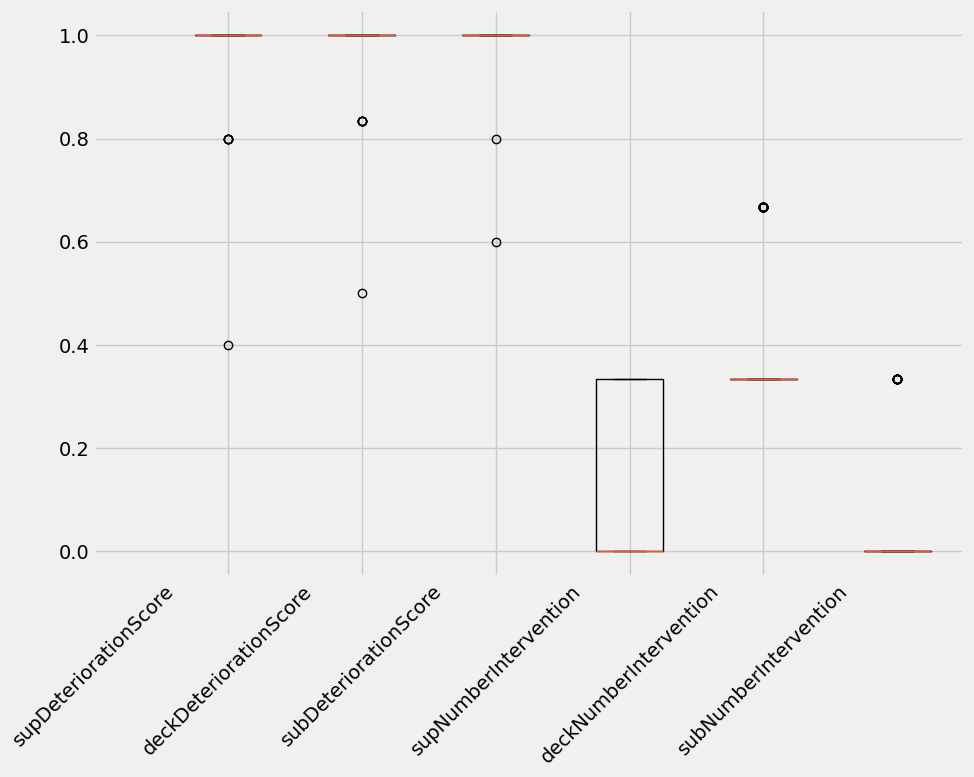 1.0
0.8
0.6
0.4
0.2
0.0
supDeteriorationScore
deckDeteriorationScore
subDeteriorationScore
supNumberIntervention
deckNumberIntervention
subNumberIntervention